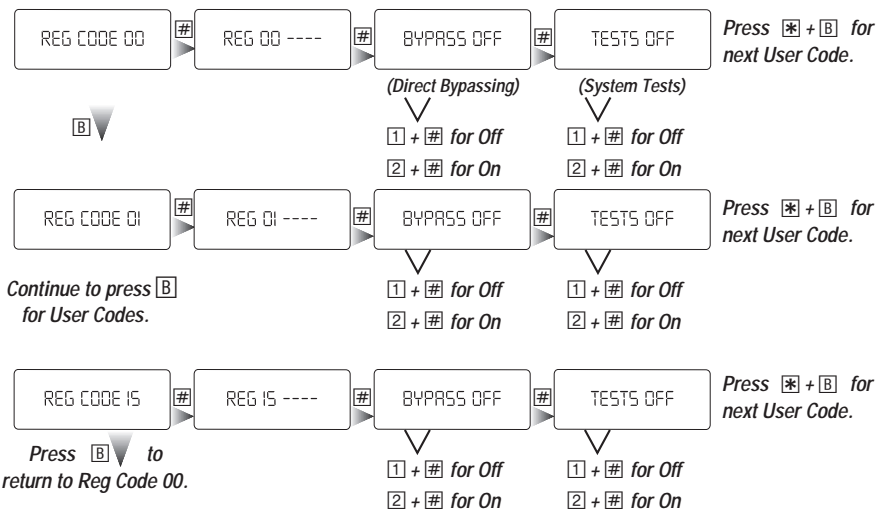 REG CODE 00 # REG 00 ---- # BYPASS OFF # TESTS OFF Press * + B for
next User Code.
(Direct Bypassing) (System Tests)
B 1 + # for Off 1 + # for Off
2 + # for On 2 + # for On
REG CODE 01 # REG 01 ---- # BYPASS OFF # TESTS OFF Press * + B for
next User Code.
Continue to press B 1 + # for Off 1 + # for Off
for User Codes. 2 + # for On 2 + # for On
REG CODE 15 # REG 15 ---- # BYPASS OFF # TESTS OFF Press * + B for
next User Code.
Press B to 1 + # for Off 1 + # for Off
return to Reg Code 00. 2 + # for On 2 + # for On